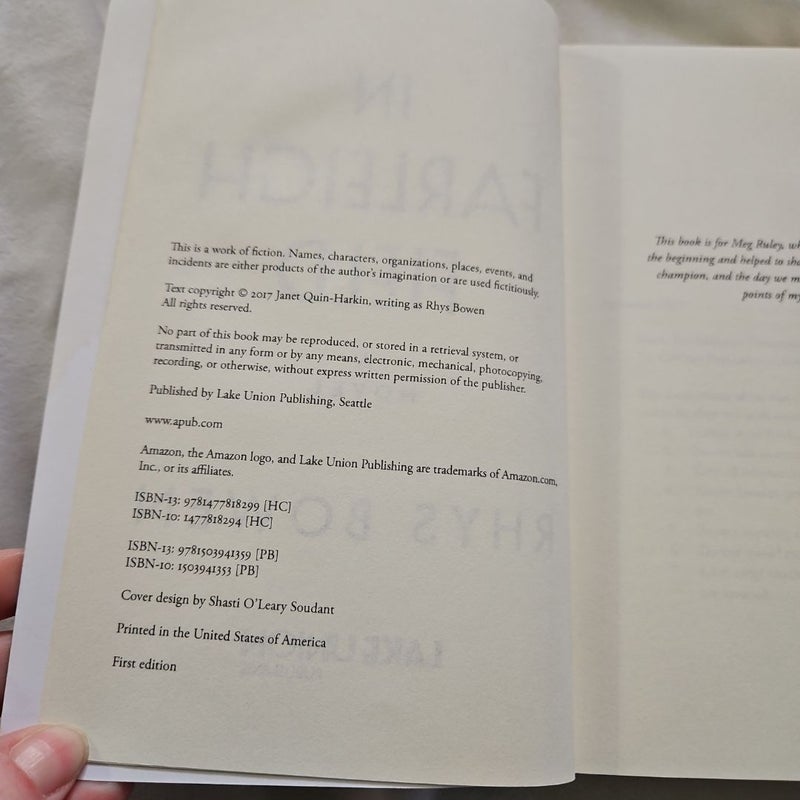 This is a work of fiction. Names, characters, organizations, places, events, and
incidents are either products of the author's imagination or are used fictitiously.
Text copyright © 2017 Janet Quin-Harkin, writing as Rhys Bowen
All rights reserved.
No part of this book may be reproduced, or stored in a retrieval system, or
transmitted in any form or by any means, electronic, mechanical, photocopying,
recording, or otherwise, without express written permission of the publisher.
Published by Lake Union Publishing, Seattle
www.apub.com
Amazon, the Amazon logo, and Lake Union Publishing are trademarks of Amazon.com,
Inc., or its affiliates.
ISBN-13: 9781477818299 [HC]
ISBN-10: 1477818294 [HC]
ISBN-13: 9781503941359 [PB]
ISBN-10: 1503941353 [PB]
Cover design by Shasti O'Leary Soudant
Printed in the United States of America
First edition
This book is for Meg Ruley,
the beginning and helped to
champion, and the day we
points of